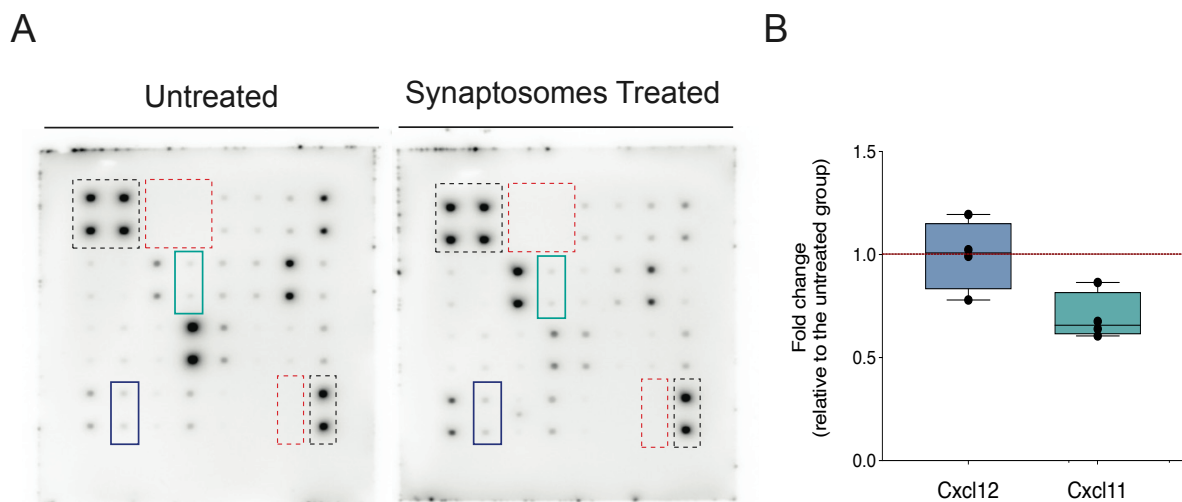 A
B
Untreated
Synaptosomes Treated
Fold change
(relative to the untreated group)
1.5
1.0
0.5
0.0
Cxcl12
Cxcl11